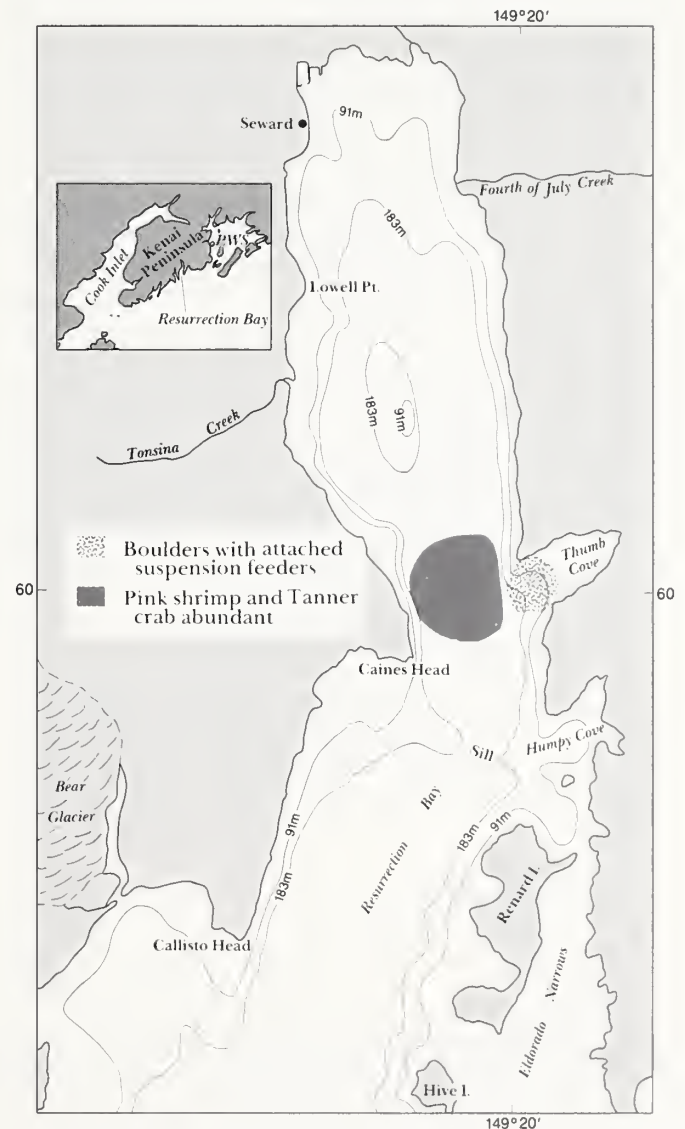 149°20'
91m
Seward
Fourth of July Creek
183m
Cook Inlet
Kenai
Peninsula
PWS
Resurrection Bay
Lowell Pt.
183m
91m
Tonsina Creek
Boulders with attached
suspension feeders
Pink shrimp and Tanner
crab abundant
Thumb
Cove
60
60
Caines Head
Sill
Humpy Cove
Bear
Glacier
Resurrection Bay
91m
183m
183m
91m
Renard I.
Callisto Head
Eldorado Narrows
Hive I.
149°20'